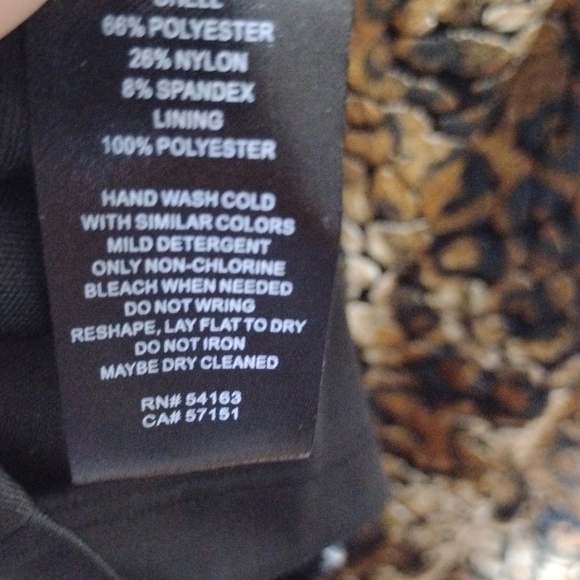 SHELL
66% POLYESTER
26% NYLON
8% SPANDEX
LINING
100% POLYESTER
HAND WASH COLD
WITH SIMILAR COLORS
MILD DETERGENT
ONLY NON-CHLORINE
BLEACH WHEN NEEDED
DO NOT WRING
RESHAPE, LAY FLAT TO DRY
DO NOT IRON
MAYBE DRY CLEANED
RN# 54163
CA# 57151